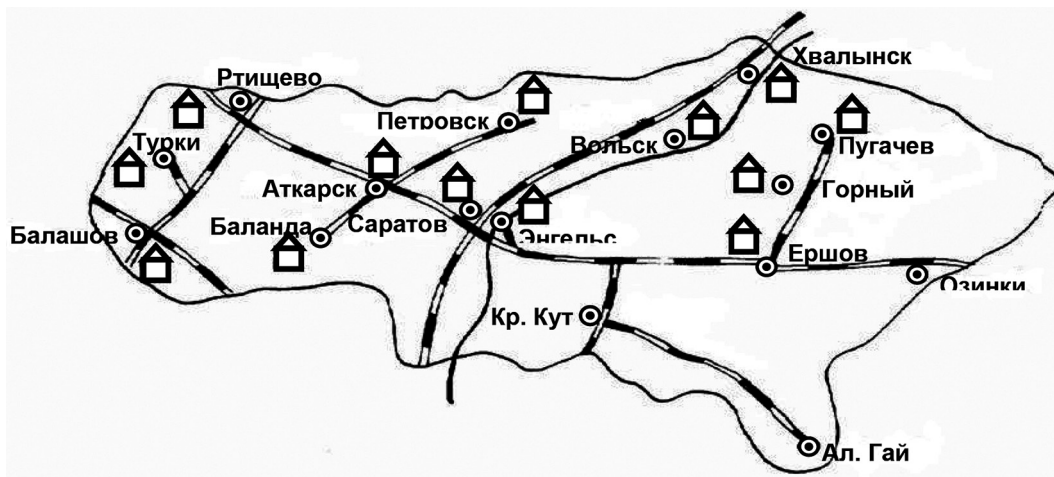 Хвалынск
Ртищево
Петровск
Турки
Вольск
Пугачев
Аткарск
Горный
Баланда
Саратов
Балашов
Энгельс
Ершов
Озинки
Кр. Кут
Ал. Гай